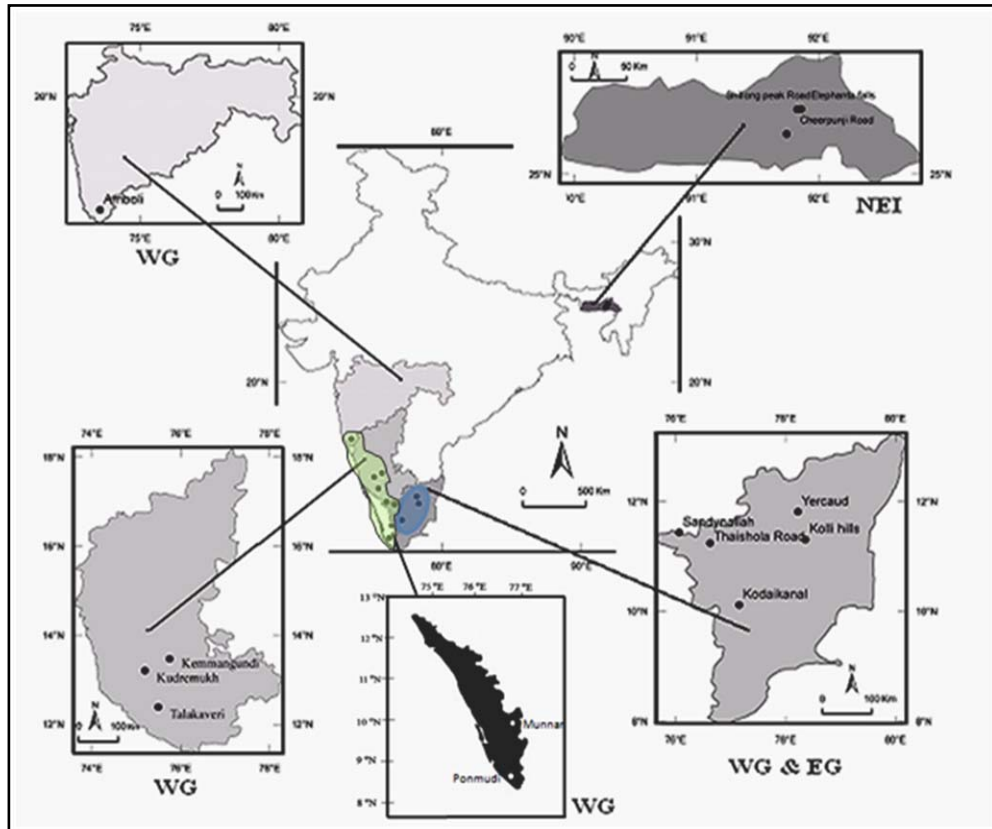 75°E
80°E
20°N
20°N
N
0 100 Km
Amboli
75°E
80°E
WG
90°E
91°E
92°E
0 50 Km
Shillong peak Road Elephanta falls
Cheerpunji Road
25°N
25°N
90°E
91°E
92°E
NEI
80°E
30°N
20°N
20°N
N
0 500 Km
80°E
90°E
74°E
76°E
78°E
18°N
18°N
16°N
16°N
14°N
14°N
Kemmangundi
Kudremukh
Talakaveri
N
0 100 Km
12°N
12°N
74°E
76°E
78°E
WG
75°E
76°E
77°E
13°N
12°N
11°N
10°N
9°N
8°N
Munnar
Ponmudi
WG
76°E
78°E
80°E
12°N
12°N
Yercaud
Sandynallah
Thaishola Road
Kolli hills
Kodaikanal
10°N
10°N
N
0 100 Km
8°N
8°N
76°E
78°E
80°E
WG & EG